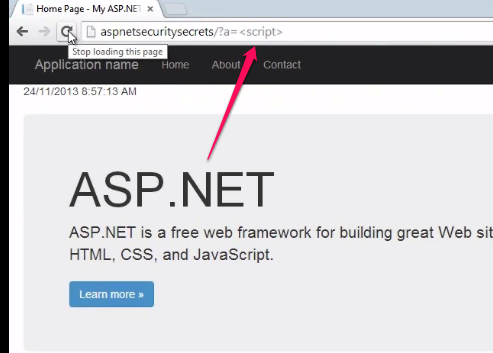 Home Page - My ASP.NET
aspnetsecuritysecrets/?a=<script>
Stop loading this page
Application name Home About Contact
24/11/2013 8:57:13 AM
ASP.NET
ASP.NET is a free web framework for building great Web sit
HTML, CSS, and JavaScript.
Learn more »